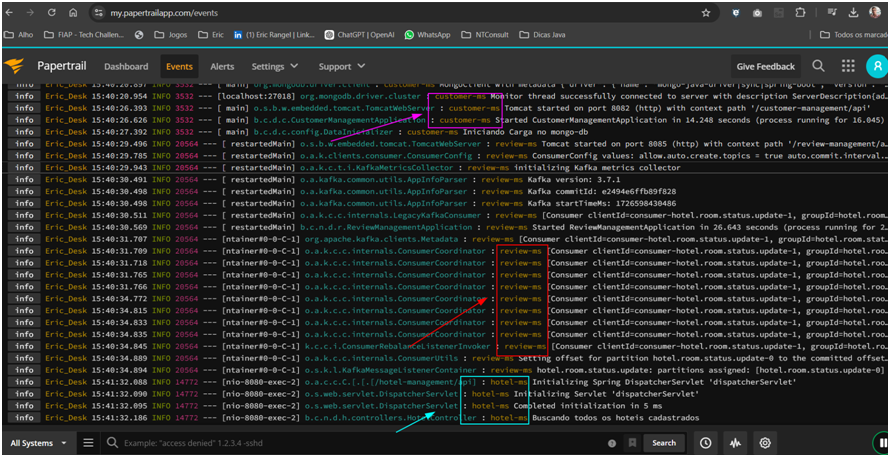 my.papertrailapp.com/events
Alho FIAP - Tech Challen... Jogos Eric (1) Eric Rangel | Link... ChatGPT | OpenAI WhatsApp NTConsult Dicas Java Todos os marcado
Papertrail Dashboard Events Alerts Settings Support Give Feedback
info Eric_Desk 15:40:20.954 INFO 3532 --- [localhost:27018] org.mongodb.driver.cluster : customer-ms Monitor thread successfully connected to server with description ServerDescription
info Eric_Desk 15:40:26.393 INFO 3532 --- [ main] o.s.b.w.embedded.tomcat.TomcatWebServer : customer-ms Tomcat started on port 8082 (http) with context path '/customer-management/api'
info Eric_Desk 15:40:26.626 INFO 3532 --- [ main] b.c.d.c.CustomerManagementApplication : customer-ms Started CustomerManagementApplication in 14.248 seconds (process running for 16.045)
info Eric_Desk 15:40:27.392 INFO 3532 --- [ main] b.c.d.c.config.DataInicializer : customer-ms Iniciando Carga no mongo-db
info Eric_Desk 15:40:29.496 INFO 20564 --- [ restartedMain] o.s.b.w.embedded.tomcat.TomcatWebServer : review-ms Tomcat started on port 8085 (http) with context path '/review-management/a...
info Eric_Desk 15:40:29.785 INFO 20564 --- [ restartedMain] o.a.k.clients.consumer.ConsumerConfig : review-ms ConsumerConfig values: allow.auto.create.topics = true auto.commit.interval...
info Eric_Desk 15:40:29.943 INFO 20564 --- [ restartedMain] o.a.k.c.t.i.KafkaMetricsCollector : review-ms initializing Kafka metrics collector
info Eric_Desk 15:40:30.491 INFO 20564 --- [ restartedMain] o.a.kafka.common.utils.AppInfoParser : review-ms Kafka version: 3.7.1
info Eric_Desk 15:40:30.498 INFO 20564 --- [ restartedMain] o.a.kafka.common.utils.AppInfoParser : review-ms Kafka commitId: e2494e6ffb89f828
info Eric_Desk 15:40:30.498 INFO 20564 --- [ restartedMain] o.a.kafka.common.utils.AppInfoParser : review-ms Kafka startTimeMs: 1726598430486
info Eric_Desk 15:40:30.511 INFO 20564 --- [ restartedMain] o.a.k.c.c.internals.LegacyKafkaConsumer : review-ms [Consumer clientId=consumer-hotel.room.status.update-1, groupId=hotel.room.
info Eric_Desk 15:40:30.569 INFO 20564 --- [ restartedMain] b.c.n.d.r.ReviewManagementApplication : review-ms Started ReviewManagementApplication in 26.643 seconds (process running for 2...
info Eric_Desk 15:40:31.707 INFO 20564 --- [ntainer#0-0-C-1] org.apache.kafka.clients.Metadata : review-ms [Consumer clientId=consumer-hotel.room.status.update-1, groupId=hotel.room.stat
info Eric_Desk 15:40:31.709 INFO 20564 --- [ntainer#0-0-C-1] o.a.k.c.c.internals.ConsumerCoordinator : review-ms [Consumer clientId=consumer-hotel.room.status.update-1, groupId=hotel.room.
info Eric_Desk 15:40:31.718 INFO 20564 --- [ntainer#0-0-C-1] o.a.k.c.c.internals.ConsumerCoordinator : review-ms [Consumer clientId=consumer-hotel.room.status.update-1, groupId=hotel.room.
info Eric_Desk 15:40:31.765 INFO 20564 --- [ntainer#0-0-C-1] o.a.k.c.c.internals.ConsumerCoordinator : review-ms [Consumer clientId=consumer-hotel.room.status.update-1, groupId=hotel.room.
info Eric_Desk 15:40:31.766 INFO 20564 --- [ntainer#0-0-C-1] o.a.k.c.c.internals.ConsumerCoordinator : review-ms [Consumer clientId=consumer-hotel.room.status.update-1, groupId=hotel.room.
info Eric_Desk 15:40:34.772 INFO 20564 --- [ntainer#0-0-C-1] o.a.k.c.c.internals.ConsumerCoordinator : review-ms [Consumer clientId=consumer-hotel.room.status.update-1, groupId=hotel.room.
info Eric_Desk 15:40:34.815 INFO 20564 --- [ntainer#0-0-C-1] o.a.k.c.c.internals.ConsumerCoordinator : review-ms [Consumer clientId=consumer-hotel.room.status.update-1, groupId=hotel.room.
info Eric_Desk 15:40:34.833 INFO 20564 --- [ntainer#0-0-C-1] o.a.k.c.c.internals.ConsumerCoordinator : review-ms [Consumer clientId=consumer-hotel.room.status.update-1, groupId=hotel.room.
info Eric_Desk 15:40:34.835 INFO 20564 --- [ntainer#0-0-C-1] o.a.k.c.c.internals.ConsumerCoordinator : review-ms [Consumer clientId=consumer-hotel.room.status.update-1, groupId=hotel.room.
info Eric_Desk 15:40:34.845 INFO 20564 --- [ntainer#0-0-C-1] k.c.c.i.ConsumerRebalanceListenerInvoker : review-ms [Consumer clientId=consumer-hotel.room.status.update-1, groupId=hotel.room
info Eric_Desk 15:40:34.889 INFO 20564 --- [ntainer#0-0-C-1] o.a.k.c.c.internals.ConsumerUtils : review-ms Setting offset for partition hotel.room.status.update-0 to the committed offset
info Eric_Desk 15:40:34.894 INFO 20564 --- [ntainer#0-0-C-1] o.s.k.l.KafkaMessageListenerContainer : review-ms hotel.room.status.update: partitions assigned: [hotel.room.status.update-0]
info Eric_Desk 15:41:32.088 INFO 14772 --- [nio-8080-exec-2] o.a.c.c.C.[.[.[/hotel-management/api] : hotel-ms Initializing Spring DispatcherServlet 'dispatcherServlet'
info Eric_Desk 15:41:32.090 INFO 14772 --- [nio-8080-exec-2] o.s.web.servlet.DispatcherServlet : hotel-ms Initializing Servlet 'dispatcherServlet'
info Eric_Desk 15:41:32.095 INFO 14772 --- [nio-8080-exec-2] o.s.web.servlet.DispatcherServlet : hotel-ms Completed initialization in 5 ms
info Eric_Desk 15:41:32.186 INFO 14772 --- [nio-8080-exec-2] b.c.n.d.h.controllers.HotelController : hotel-ms Buscando todos os hoteis cadastrados
All Systems Example: "access denied" 1.2.3.4 -sshd Search